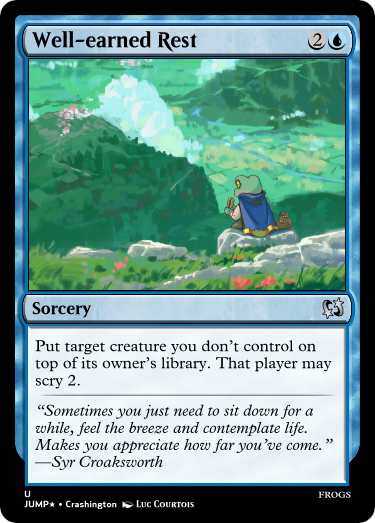 Well-earned Rest 2
Sorcery
Put target creature you don't control on
top of its owner's library. That player may
scry 2.
“Sometimes you just need to sit down for a
while, feel the breeze and contemplate life.
Makes you appreciate how far you've come.”
—Syr Croaksworth
U FROGS
JUMP★ • Crashington Luc Courtois